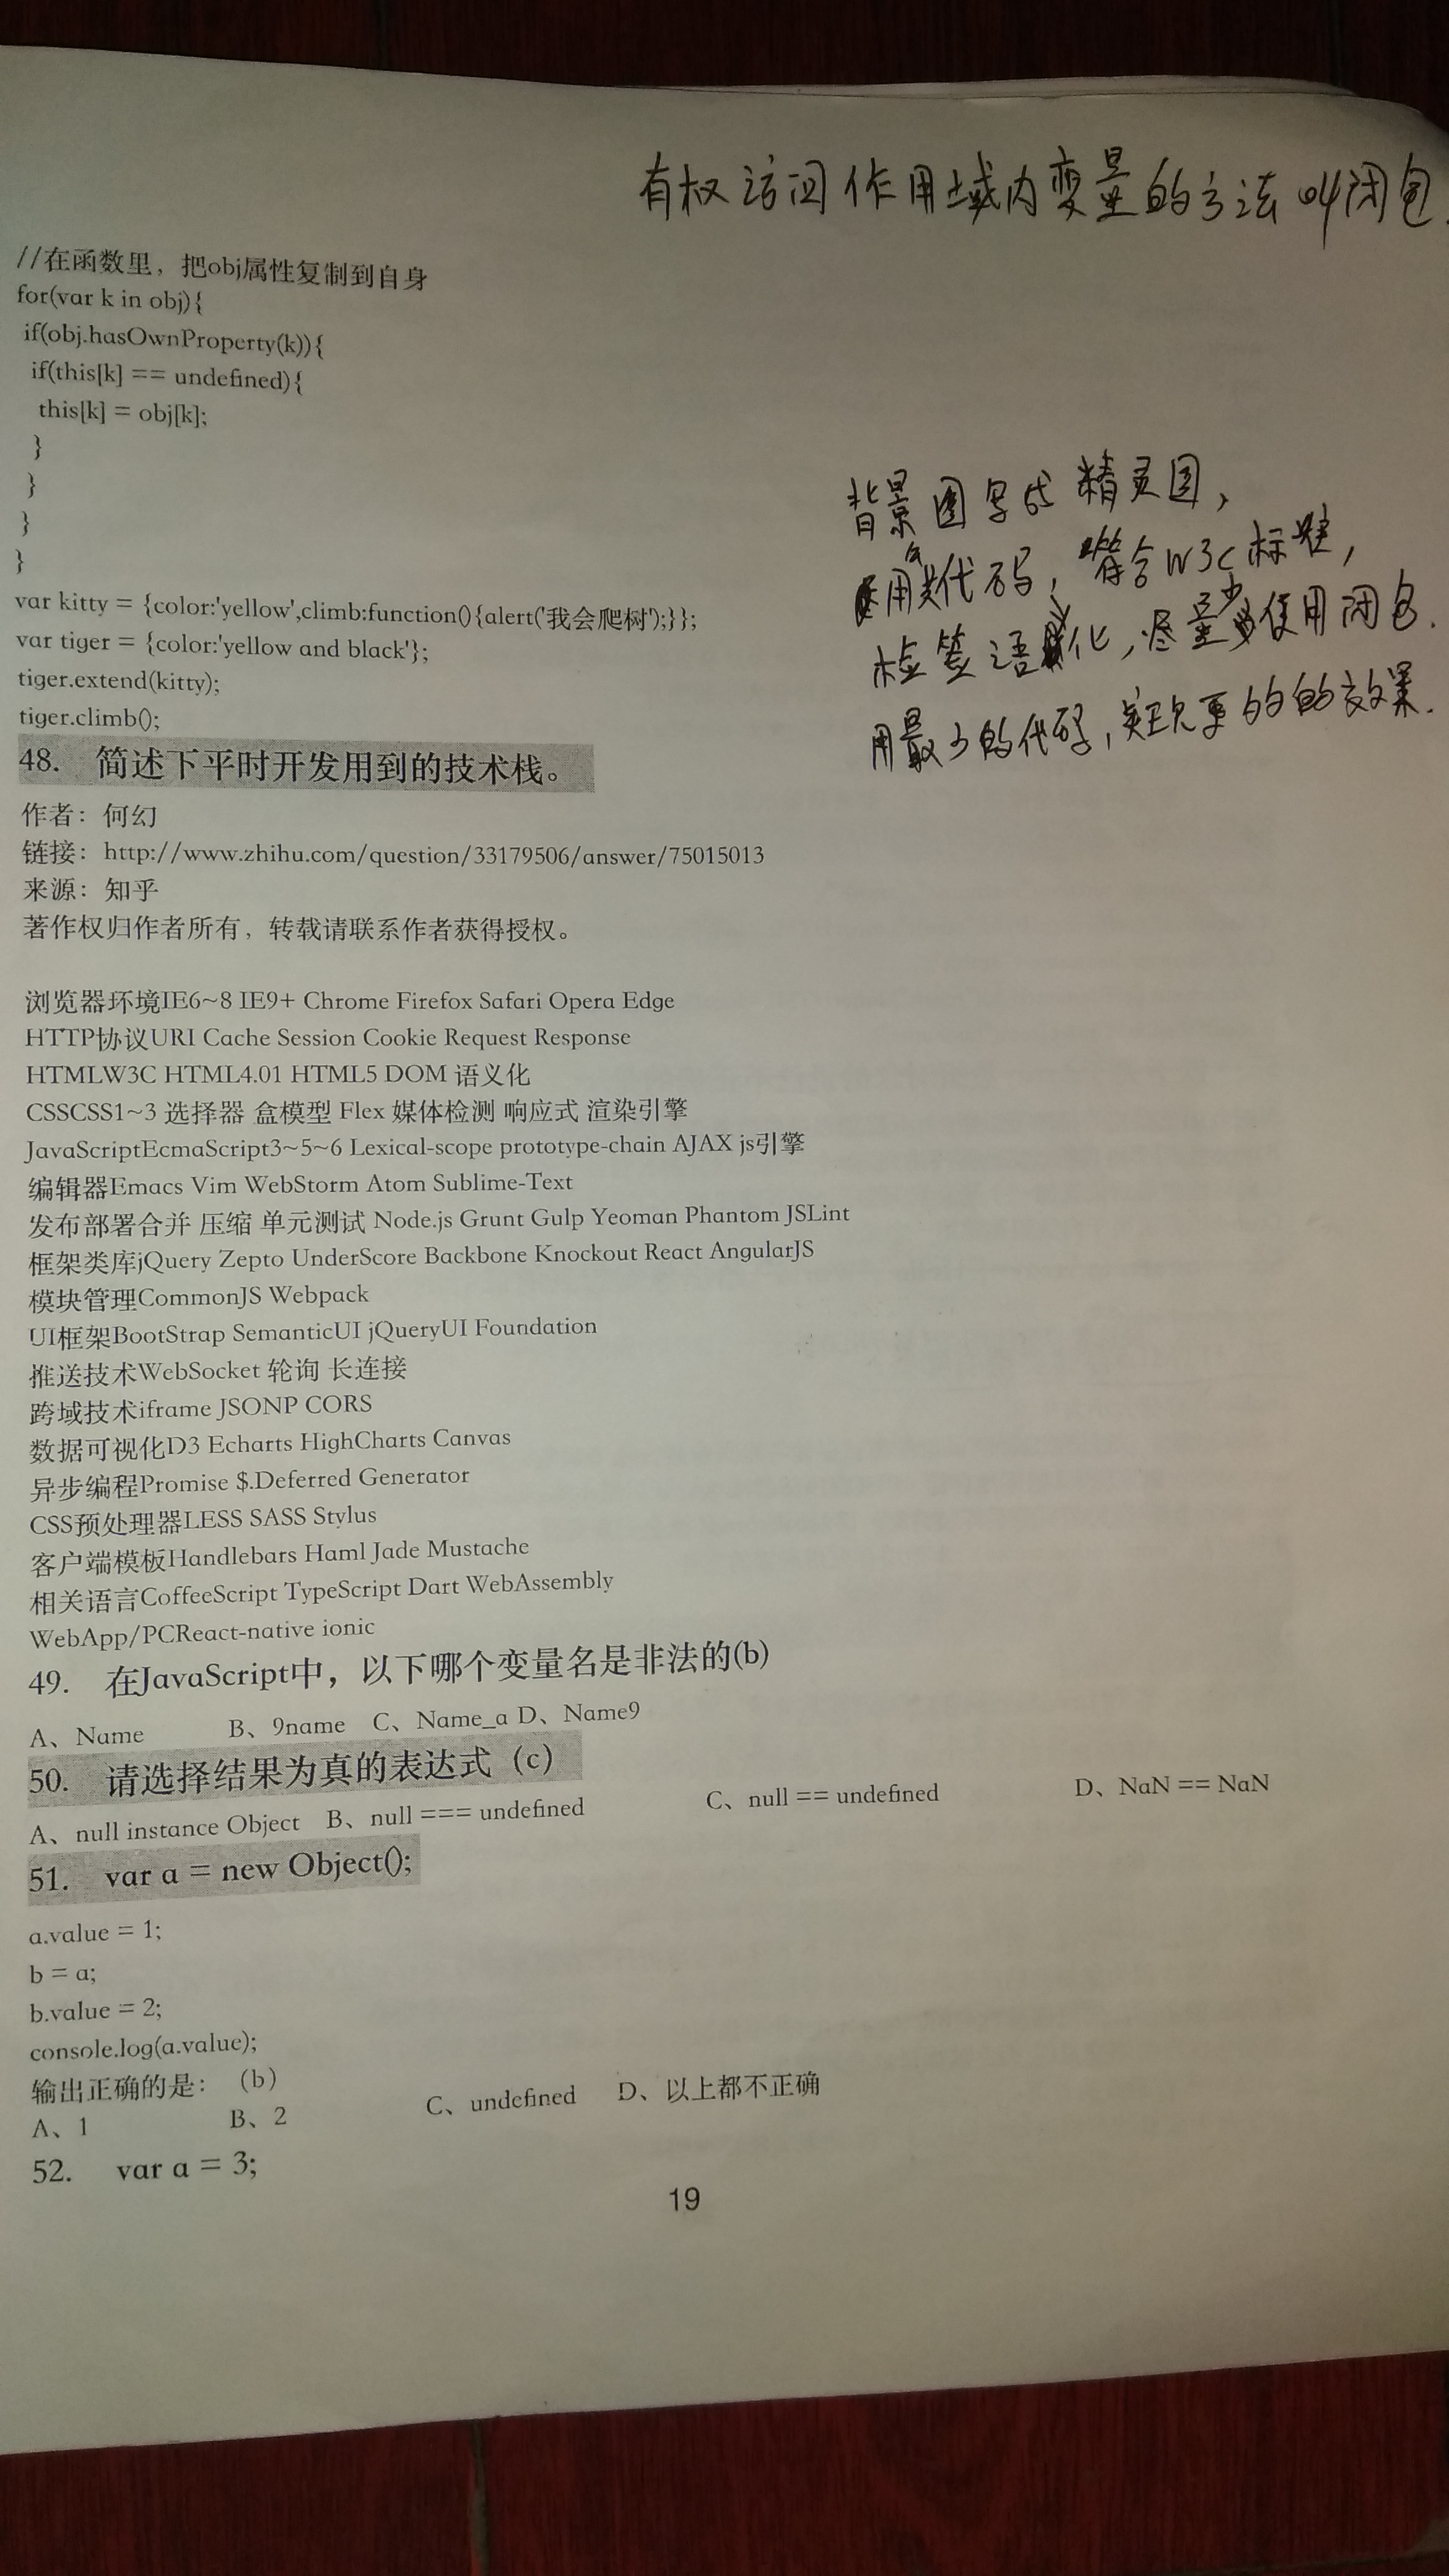 有权访问作用域内变量的方法叫闭包.
//在函数里，把obj属性复制到自身
for(var k in obj){
if(obj.hasOwnProperty(k)){
if(this[k] == undefined){
this[k] = obj[k];
}
}
}
}
var kitty = {color:'yellow',climb:function(){alert('我会爬树');}};
var tiger = {color:'yellow and black'};
tiger.extend(kitty);
tiger.climb();
背景图 精灵图，
用 代码，符合W3C标准，
检签语义化，尽量少使用闭包.
用最少的代码，实现更 的效果.
48. 简述下平时开发用到的技术栈。
作者：何幻
链接：http://www.zhihu.com/question/33179506/answer/75015013
来源：知乎
著作权归作者所有，转载请联系作者获得授权。
浏览器环境IE6~8 IE9+ Chrome Firefox Safari Opera Edge
HTTP协议URI Cache Session Cookie Request Response
HTMLW3C HTML4.01 HTML5 DOM 语义化
CSSCSS1~3 选择器 盒模型 Flex 媒体检测 响应式 渲染引擎
JavaScriptEcmaScript3~5~6 Lexical-scope prototype-chain AJAX js引擎
编辑器Emacs Vim WebStorm Atom Sublime-Text
发布部署合并 压缩 单元测试 Node.js Grunt Gulp Yeoman Phantom JSLint
框架类库jQuery Zepto UnderScore Backbone Knockout React AngularJS
模块管理CommonJS Webpack
UI框架BootStrap SemanticUI jQueryUI Foundation
推送技术WebSocket 轮询 长连接
跨域技术iframe JSONP CORS
数据可视化D3 Echarts HighCharts Canvas
异步编程Promise $.Deferred Generator
CSS预处理器LESS SASS Stylus
客户端模板Handlebars Haml Jade Mustache
相关语言CoffeeScript TypeScript Dart WebAssembly
WebApp/PCReact-native ionic
49. 在JavaScript中，以下哪个变量名是非法的(b)
A、Name B、9name C、Name_a D、Name9
50. 请选择结果为真的表达式（c）
A、null instance Object B、null === undefined C、null == undefined D、NaN == NaN
51. var a = new Object();
a.value = 1;
b = a;
b.value = 2;
console.log(a.value);
输出正确的是：（b）
A、1 B、2 C、undefined D、以上都不正确
52. var a = 3;
19